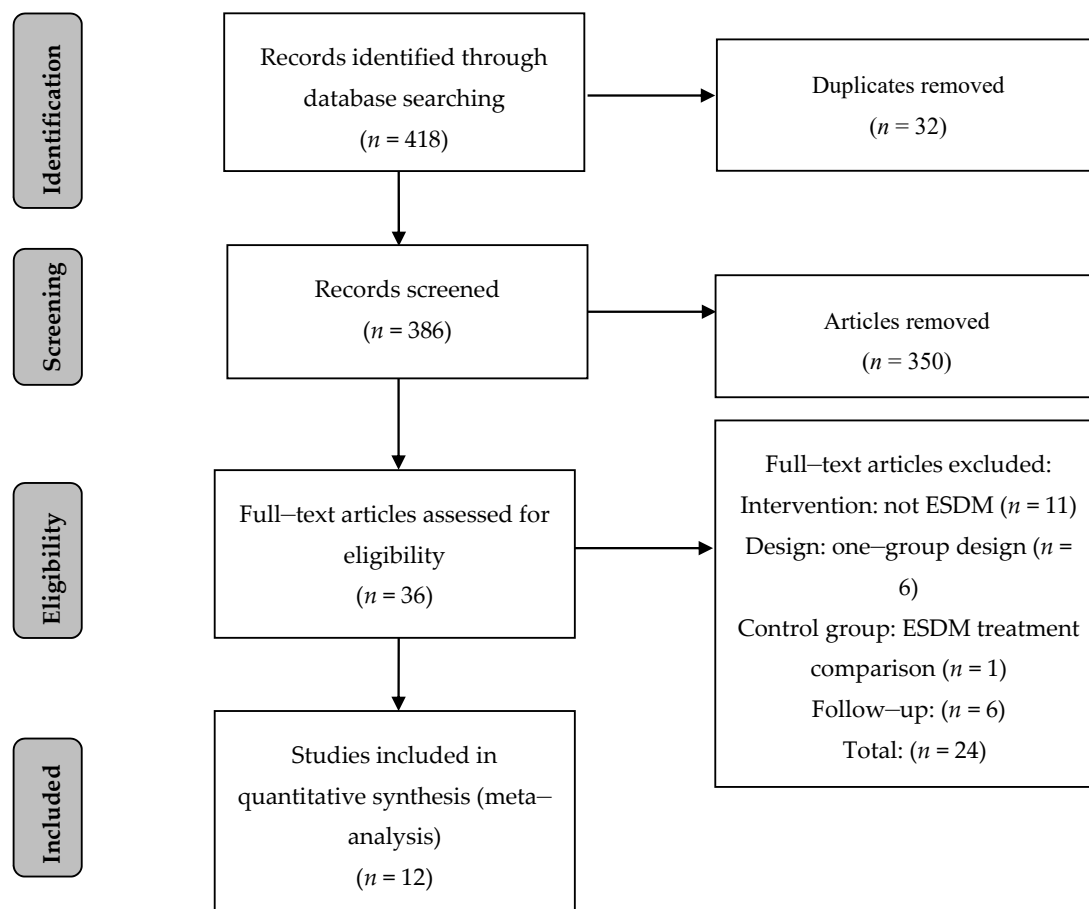 Identification
Records identified through
database searching
(n = 418)
Duplicates removed
(n = 32)
Screening
Records screened
(n = 386)
Articles removed
(n = 350)
Eligibility
Full–text articles assessed for
eligibility
(n = 36)
Full–text articles excluded:
Intervention: not ESDM (n = 11)
Design: one–group design (n =
6)
Control group: ESDM treatment
comparison (n = 1)
Follow–up: (n = 6)
Total: (n = 24)
Included
Studies included in
quantitative synthesis (meta–
analysis)
(n = 12)